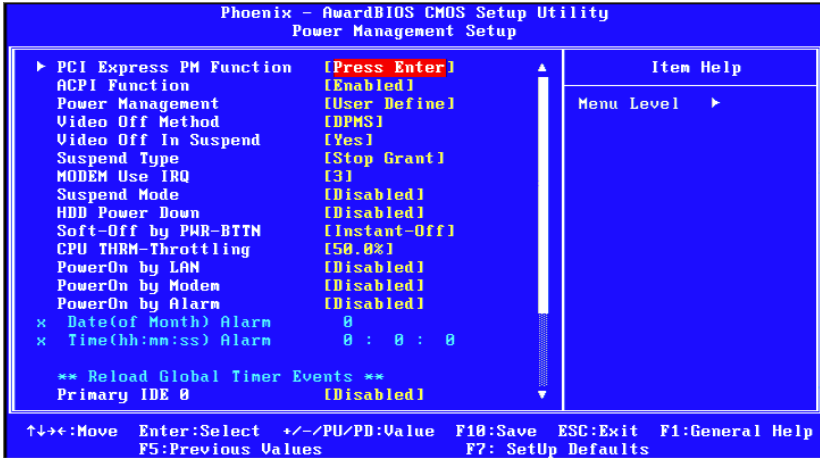 Phoenix - AwardBIOS CMOS Setup Utility
Power Management Setup
► PCI Express PM Function [Press Enter]
ACPI Function [Enabled]
Power Management [User Define]
Video Off Method [DPMS]
Video Off In Suspend [Yes]
Suspend Type [Stop Grant]
MODEM Use IRQ [3]
Suspend Mode [Disabled]
HDD Power Down [Disabled]
Soft-Off by PWR-BTTN [Instant-Off]
CPU THRM-Throttling [50.0%]
PowerOn by LAN [Disabled]
PowerOn by Modem [Disabled]
PowerOn by Alarm [Disabled]
x Date(of Month) Alarm 0
x Time(hh:mm:ss) Alarm 0 : 0 : 0
** Reload Global Timer Events **
Primary IDE 0 [Disabled]
Item Help
Menu Level ►
↑↓→←:Move Enter:Select +/-/PU/PD:Value F10:Save ESC:Exit F1:General Help
F5:Previous Values F7: SetUp Defaults